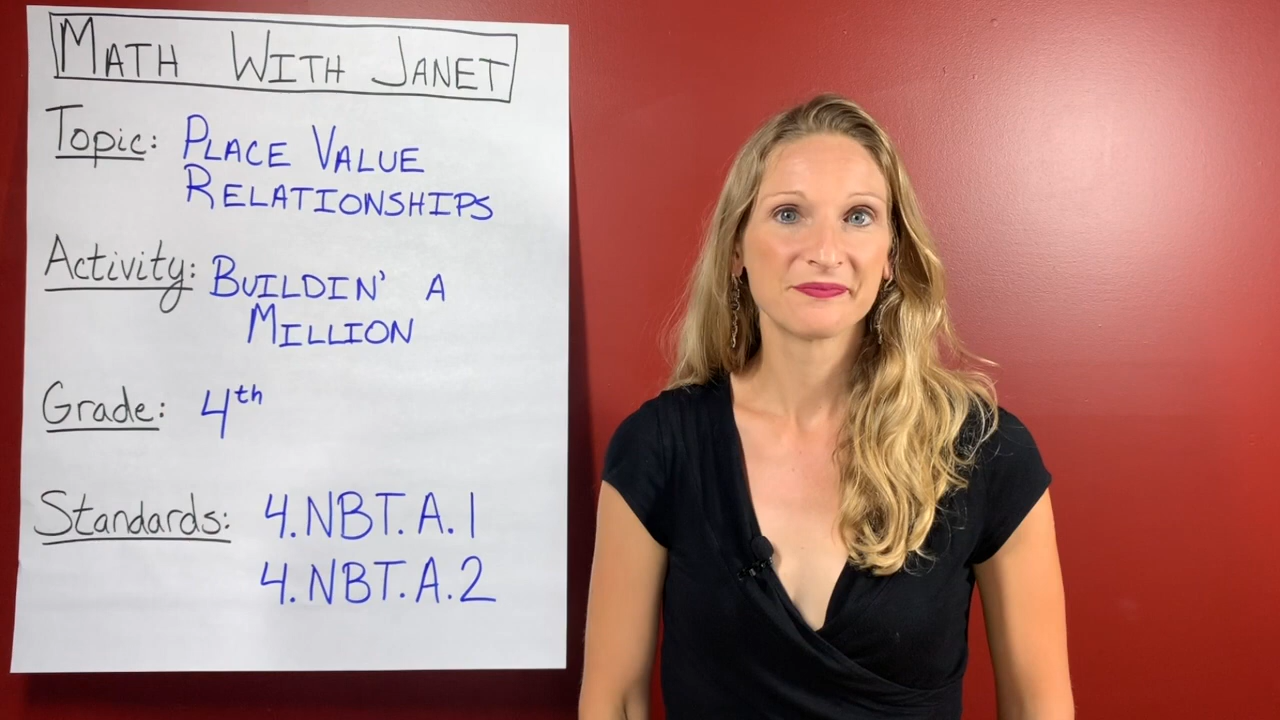 MATH WITH JANET
Topic: PLACE VALUE
RELATIONSHIPS
Activity: BUILDIN' A
MILLION
Grade: 4th
Standards: 4.NBT.A.1
4.NBT.A.2